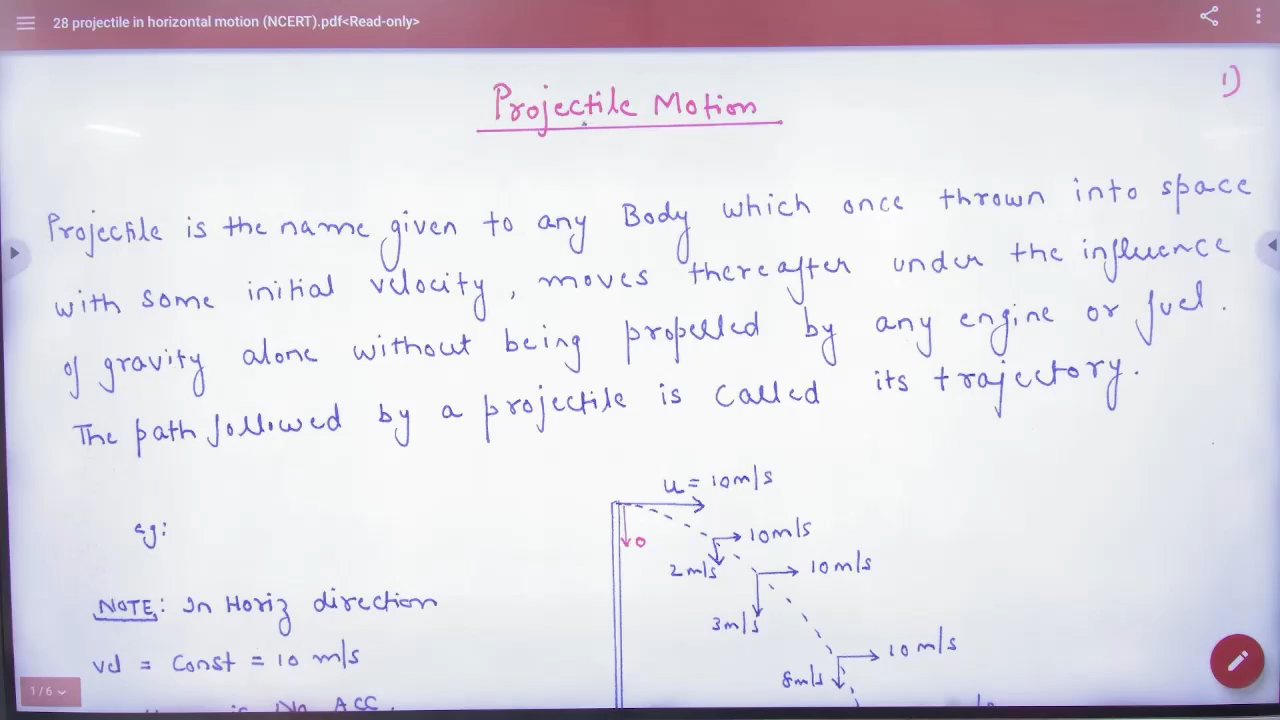 28 projectile in horizontal motion (NCERT).pdf<Read-only>
1)
Projectile Motion
Projectile is the name given to any Body which once thrown into space
with some initial velocity, moves thereafter under the influence
of gravity alone without being propelled by any engine or fuel.
The path followed by a projectile is called its trajectory.
u = 10m/s
eg:
0
10m/s
2m/s
10m/s
3m/s
NOTE: In Horiz direction
10m/s
vel = Const = 10 m/s
8m/s
1/6
is No Acc.